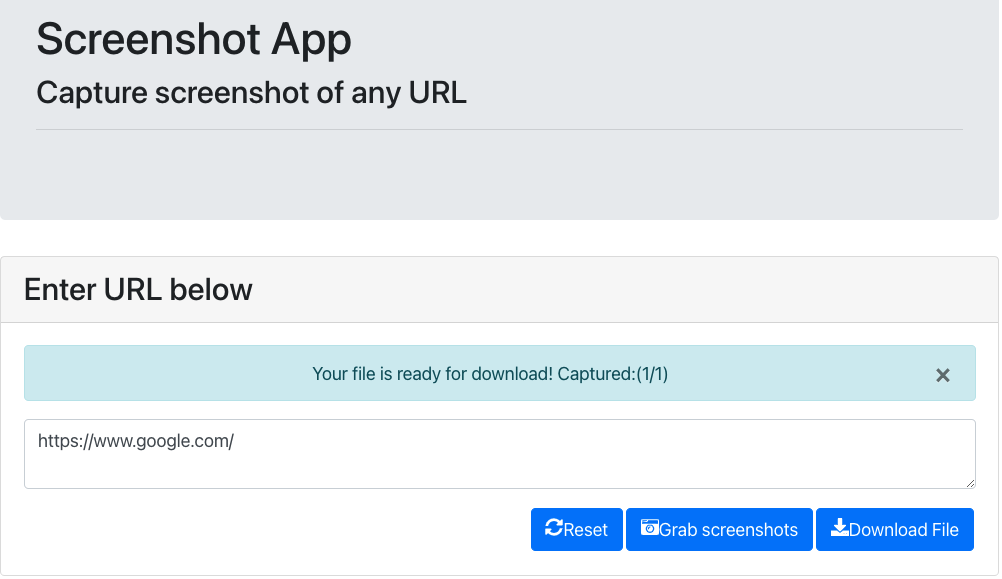 Screenshot App
Capture screenshot of any URL
Enter URL below
Your file is ready for download! Captured:(1/1)
https://www.google.com/
Reset Grab screenshots Download File